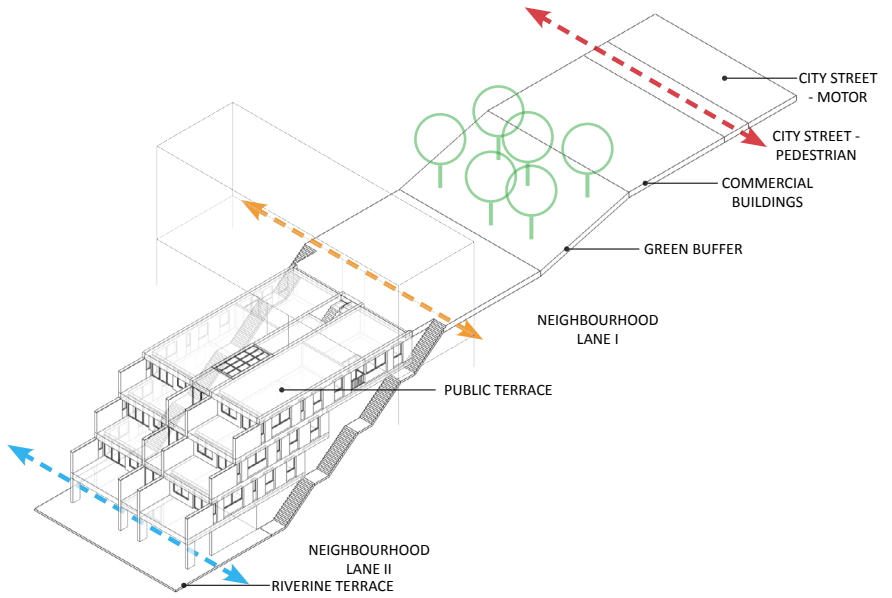 CITY STREET
- MOTOR
CITY STREET -
PEDESTRIAN
COMMERCIAL
BUILDINGS
GREEN BUFFER
NEIGHBOURHOOD
LANE I
PUBLIC TERRACE
NEIGHBOURHOOD
LANE II
RIVERINE TERRACE